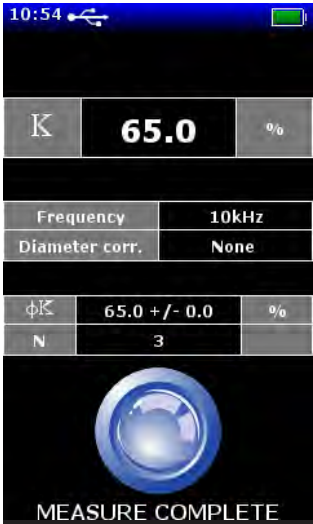 10:54
K 65.0 %
Frequency 10kHz
Diameter corr. None
ϕK 65.0 +/- 0.0 %
N 3
MEASURE COMPLETE